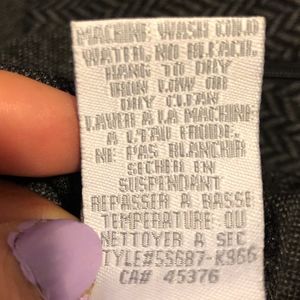 MACHINE WASH COLD
WATER, NO BLEACH,
HANG TO DRY
IRON LOW OR
DRY CLEAN
LAVER A LA MACHINE
A L'EAU FROIDE.
NE PAS BLANCHIR
SECHER EN
SUSPENDANT
REPASSER A BASSE
TEMPERATURE OU
NETTOYER A SEC
STYLE#55687-K966
CA# 45376